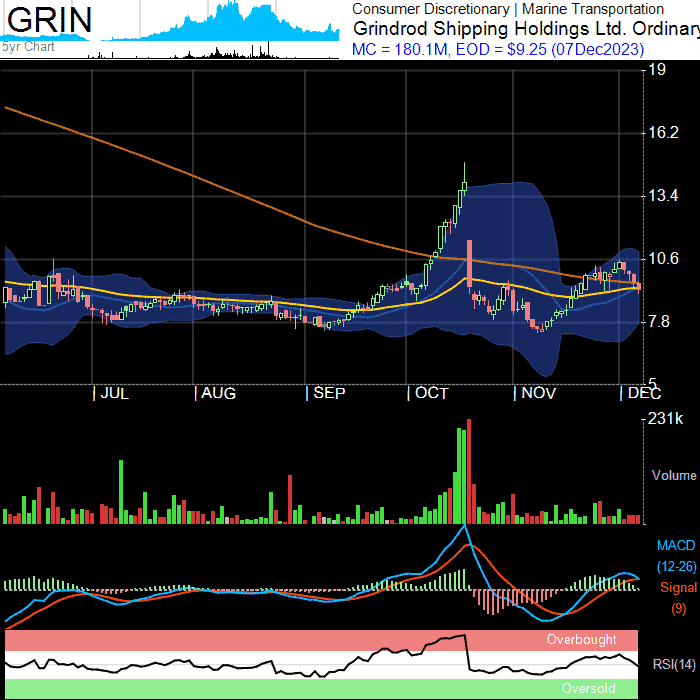 GRIN
5yr Chart
Consumer Discretionary | Marine Transportation
Grindrod Shipping Holdings Ltd. Ordinary
MC = 180.1M, EOD = $9.25 (07Dec2023)
19
16.2
13.4
10.6
7.8
5
| JUL | AUG | SEP | OCT | NOV | DEC
231k
Volume
MACD
(12-26)
Signal
(9)
Overbought
RSI(14)
Oversold